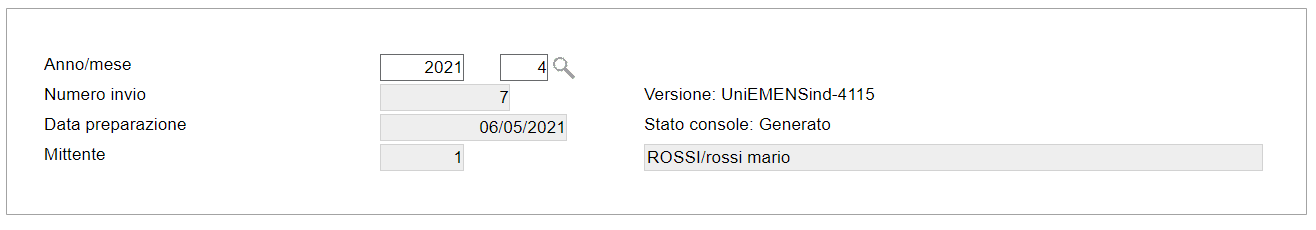 Anno/mese 2021 4
Numero invio 7 Versione: UniEMENSind-4115
Data preparazione 06/05/2021 Stato console: Generato
Mittente 1 ROSSI/rossi mario